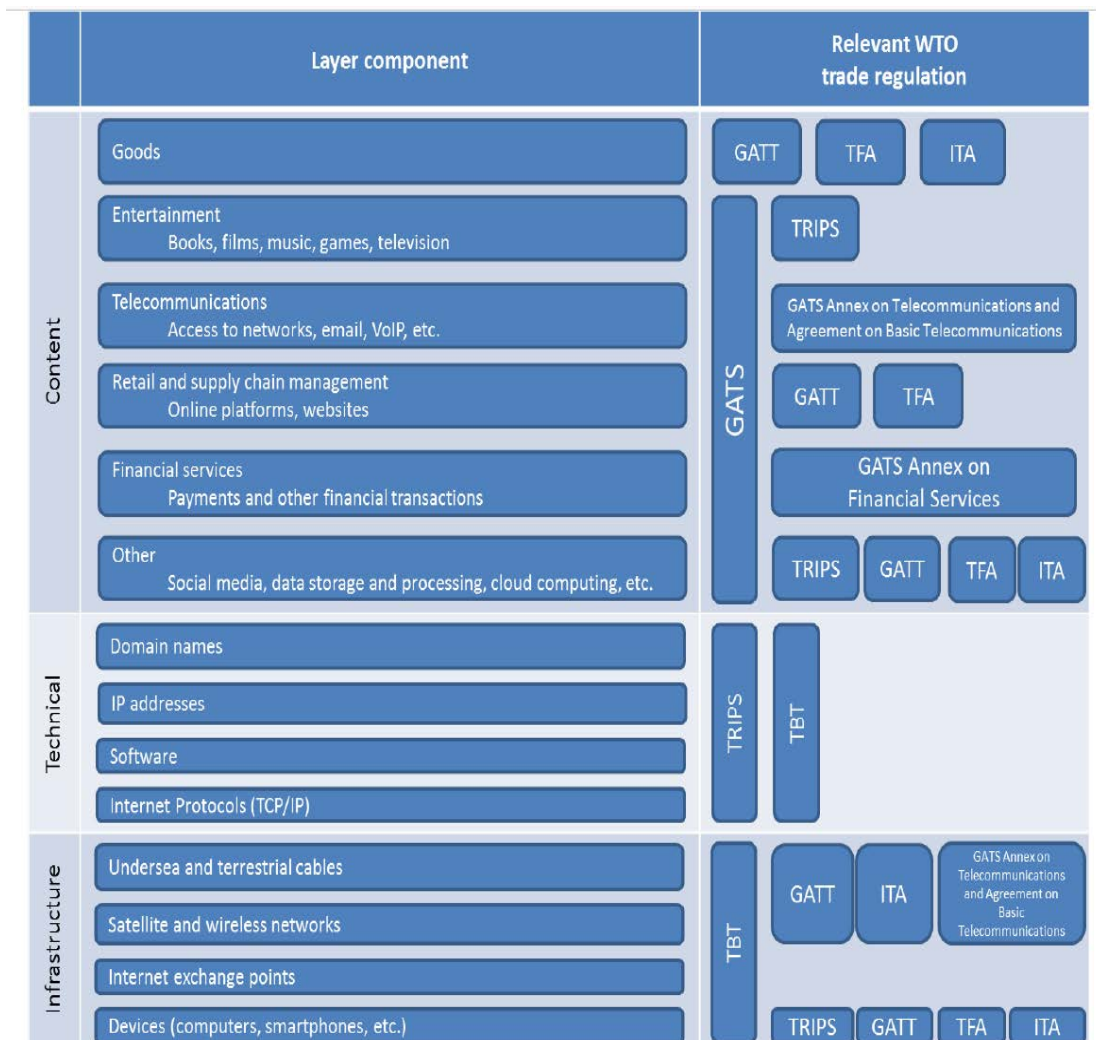 Layer component
Relevant WTO
trade regulation
Content
Goods
GATT
TFA
ITA
GATS
Entertainment
Books, films, music, games, television
TRIPS
Telecommunications
Access to networks, email, VoIP, etc.
GATS Annex on Telecommunications and
Agreement on Basic Telecommunications
Retail and supply chain management
Online platforms, websites
GATT
TFA
Financial services
Payments and other financial transactions
GATS Annex on
Financial Services
Other
Social media, data storage and processing, cloud computing, etc.
TRIPS
GATT
TFA
ITA
Technical
Domain names
IP addresses
Software
Internet Protocols (TCP/IP)
TRIPS
TBT
Infrastructure
Undersea and terrestrial cables
Satellite and wireless networks
Internet exchange points
Devices (computers, smartphones, etc.)
TBT
GATT
ITA
GATS Annex on
Telecommunications
and Agreement on
Basic
Telecommunications
TRIPS
GATT
TFA
ITA